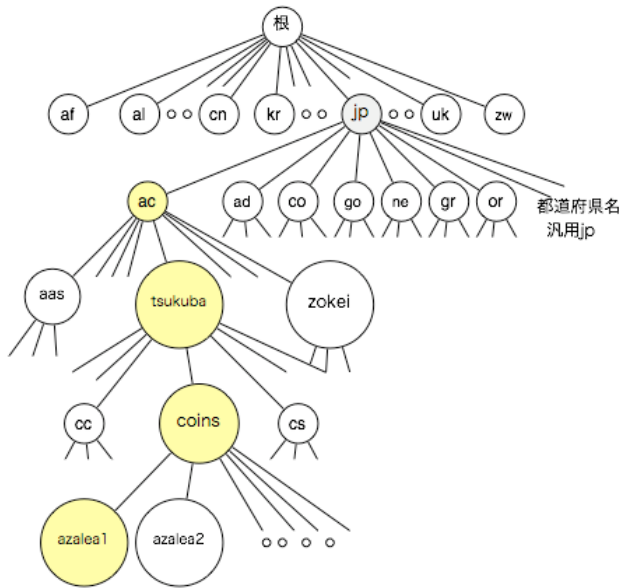 根
af
al
cn
kr
jp
uk
zw
ac
ad
co
go
ne
gr
or
都道府県名
汎用jp
aas
tsukuba
zokei
cc
coins
cs
azalea1
azalea2